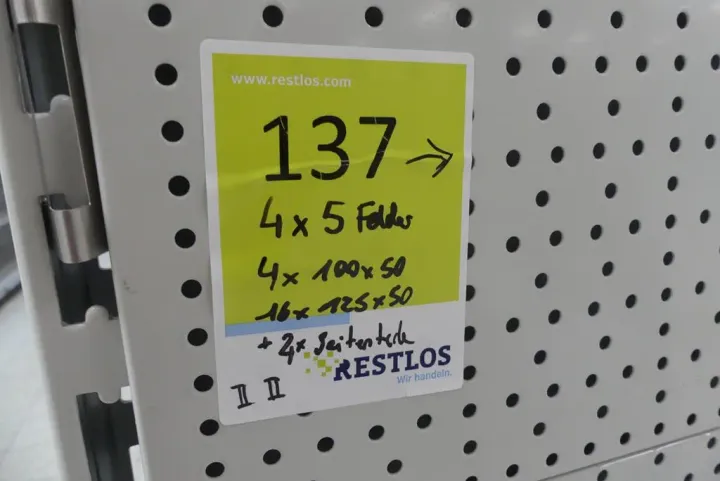 www.restlos.com
137 →
4 x 5 Felder
4x 100x50
16x 125x50
+ 2x Seitenteile
RESTLOS
Wir handeln.
II II